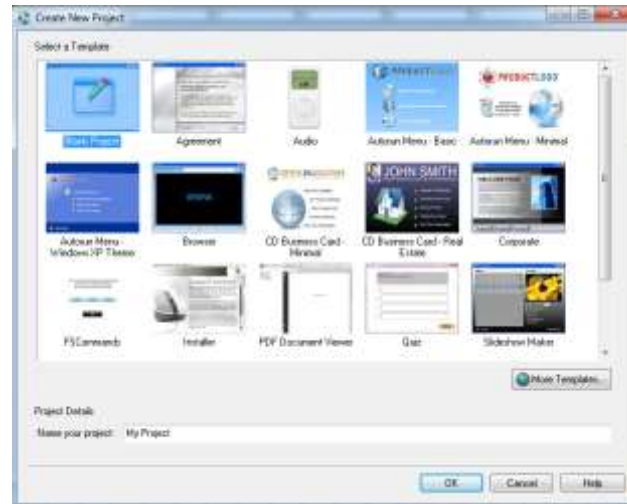 Create New Project
Select a Template
Blank Project
Agreement
Audio
Autorun Menu - Basic
Autorun Menu - Minimal
Autorun Menu - Windows XP Theme
Browser
CD Business Card - Minimal
CD Business Card - Real Estate
JOHN SMITH
Corporate
FSCommands
Installer
PDF Document Viewer
Quiz
Slideshow Maker
More Templates...
Project Details
Name your project: My Project
OK
Cancel
Help